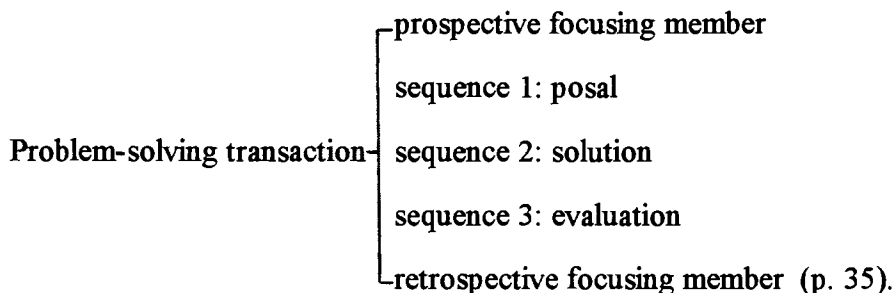 prospective focusing member
sequence 1: posal
Problem-solving transaction sequence 2: solution
sequence 3: evaluation
retrospective focusing member (p. 35).